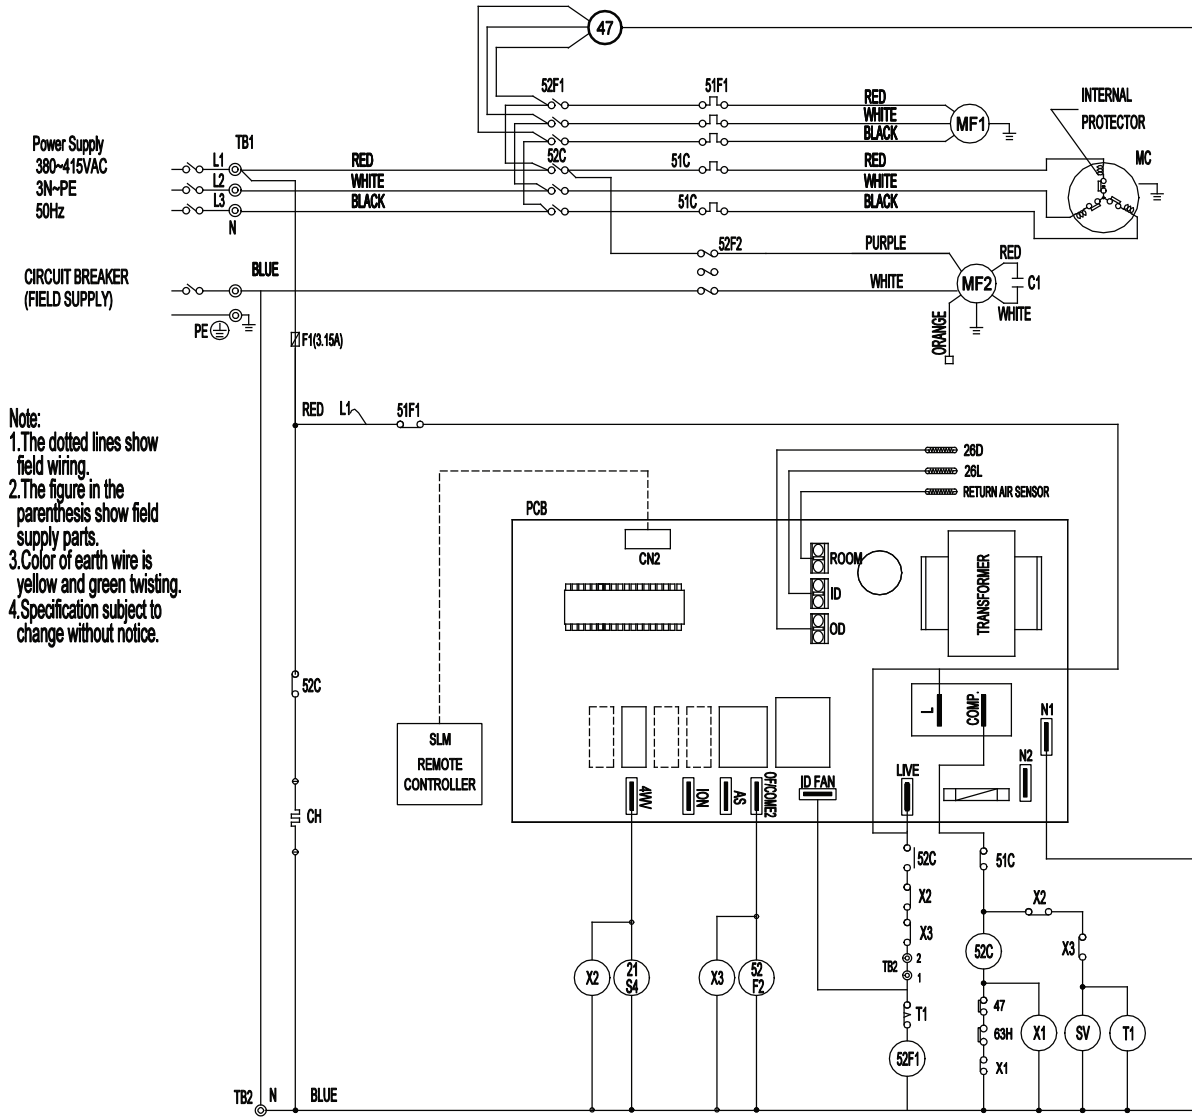 47
52F1
51F1
RED
WHITE
BLACK
MF1
INTERNAL
PROTECTOR
MC
Power Supply
380~415VAC
3N~PE
50Hz
TB1
L1
L2
L3
N
RED
WHITE
BLACK
52C
51C
51C
RED
WHITE
BLACK
52F2
PURPLE
WHITE
RED
MF2
C1
WHITE
ORANGE
CIRCUIT BREAKER
(FIELD SUPPLY)
BLUE
PE
F1(3.15A)
RED
L1
51F1
Note:
1.The dotted lines show
field wiring.
2.The figure in the
parenthesis show field
supply parts.
3.Color of earth wire is
yellow and green twisting.
4.Specification subject to
change without notice.
26D
26L
RETURN AIR SENSOR
PCB
CN2
ROOM
ID
OD
TRANSFORMER
52C
SLM
REMOTE
CONTROLLER
L
COMP.
N1
N2
LIVE
4WV
ION
AS
OF/COME2
ID FAN
CH
52C
X2
X3
TB2
2
1
T1
52F1
51C
X2
X3
52C
47
63H
X1
X1
SV
T1
X2
21
S4
X3
52
F2
TB2
N
BLUE